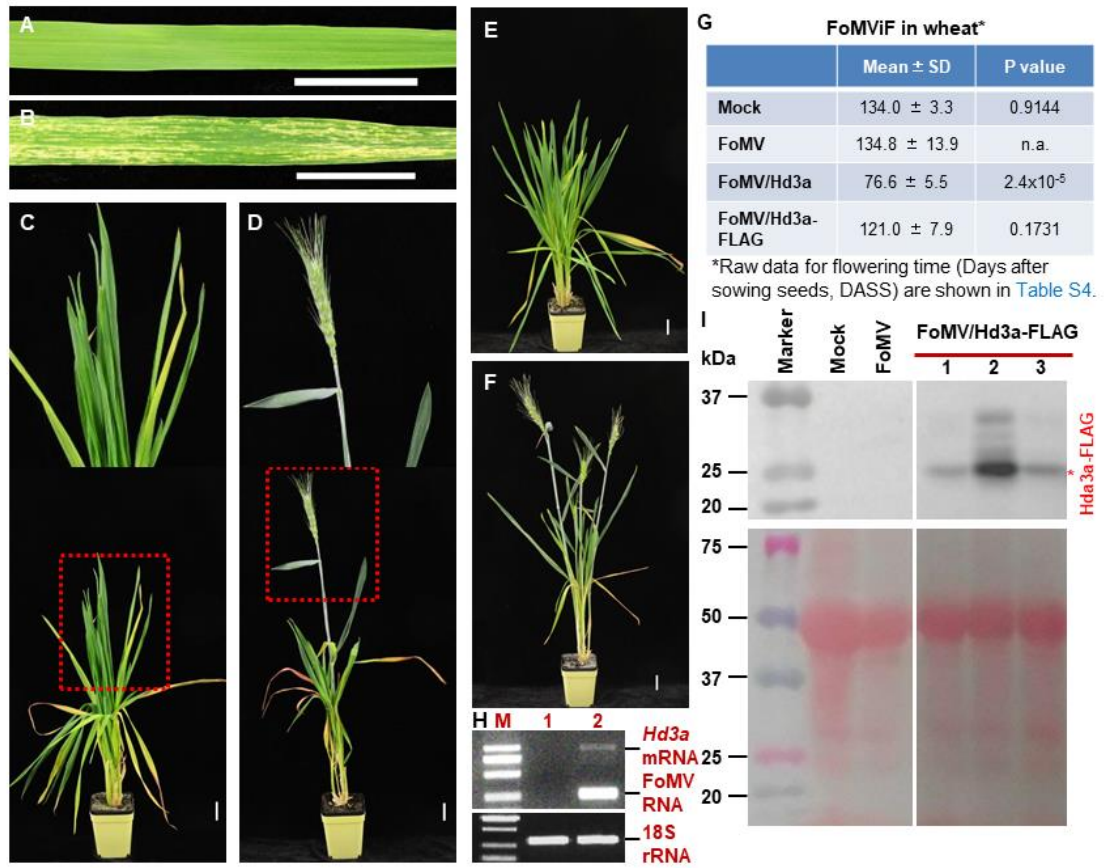 A
B
C
D
E
F
G
FoMViF in wheat*
Mean ± SD P value
Mock 134.0 ± 3.3 0.9144
FoMV 134.8 ± 13.9 n.a.
FoMV/Hd3a 76.6 ± 5.5 2.4x10-5
FoMV/Hd3a-
FLAG 121.0 ± 7.9 0.1731
*Raw data for flowering time (Days after
sowing seeds, DASS) are shown in Table S4.
H M 1 2
Hd3a
mRNA
FoMV
RNA
18S
rRNA
I
kDa
Marker
Mock
FoMV
FoMV/Hd3a-FLAG
1 2 3
37
25
20
*
Hda3a-FLAG
75
50
37
25
20